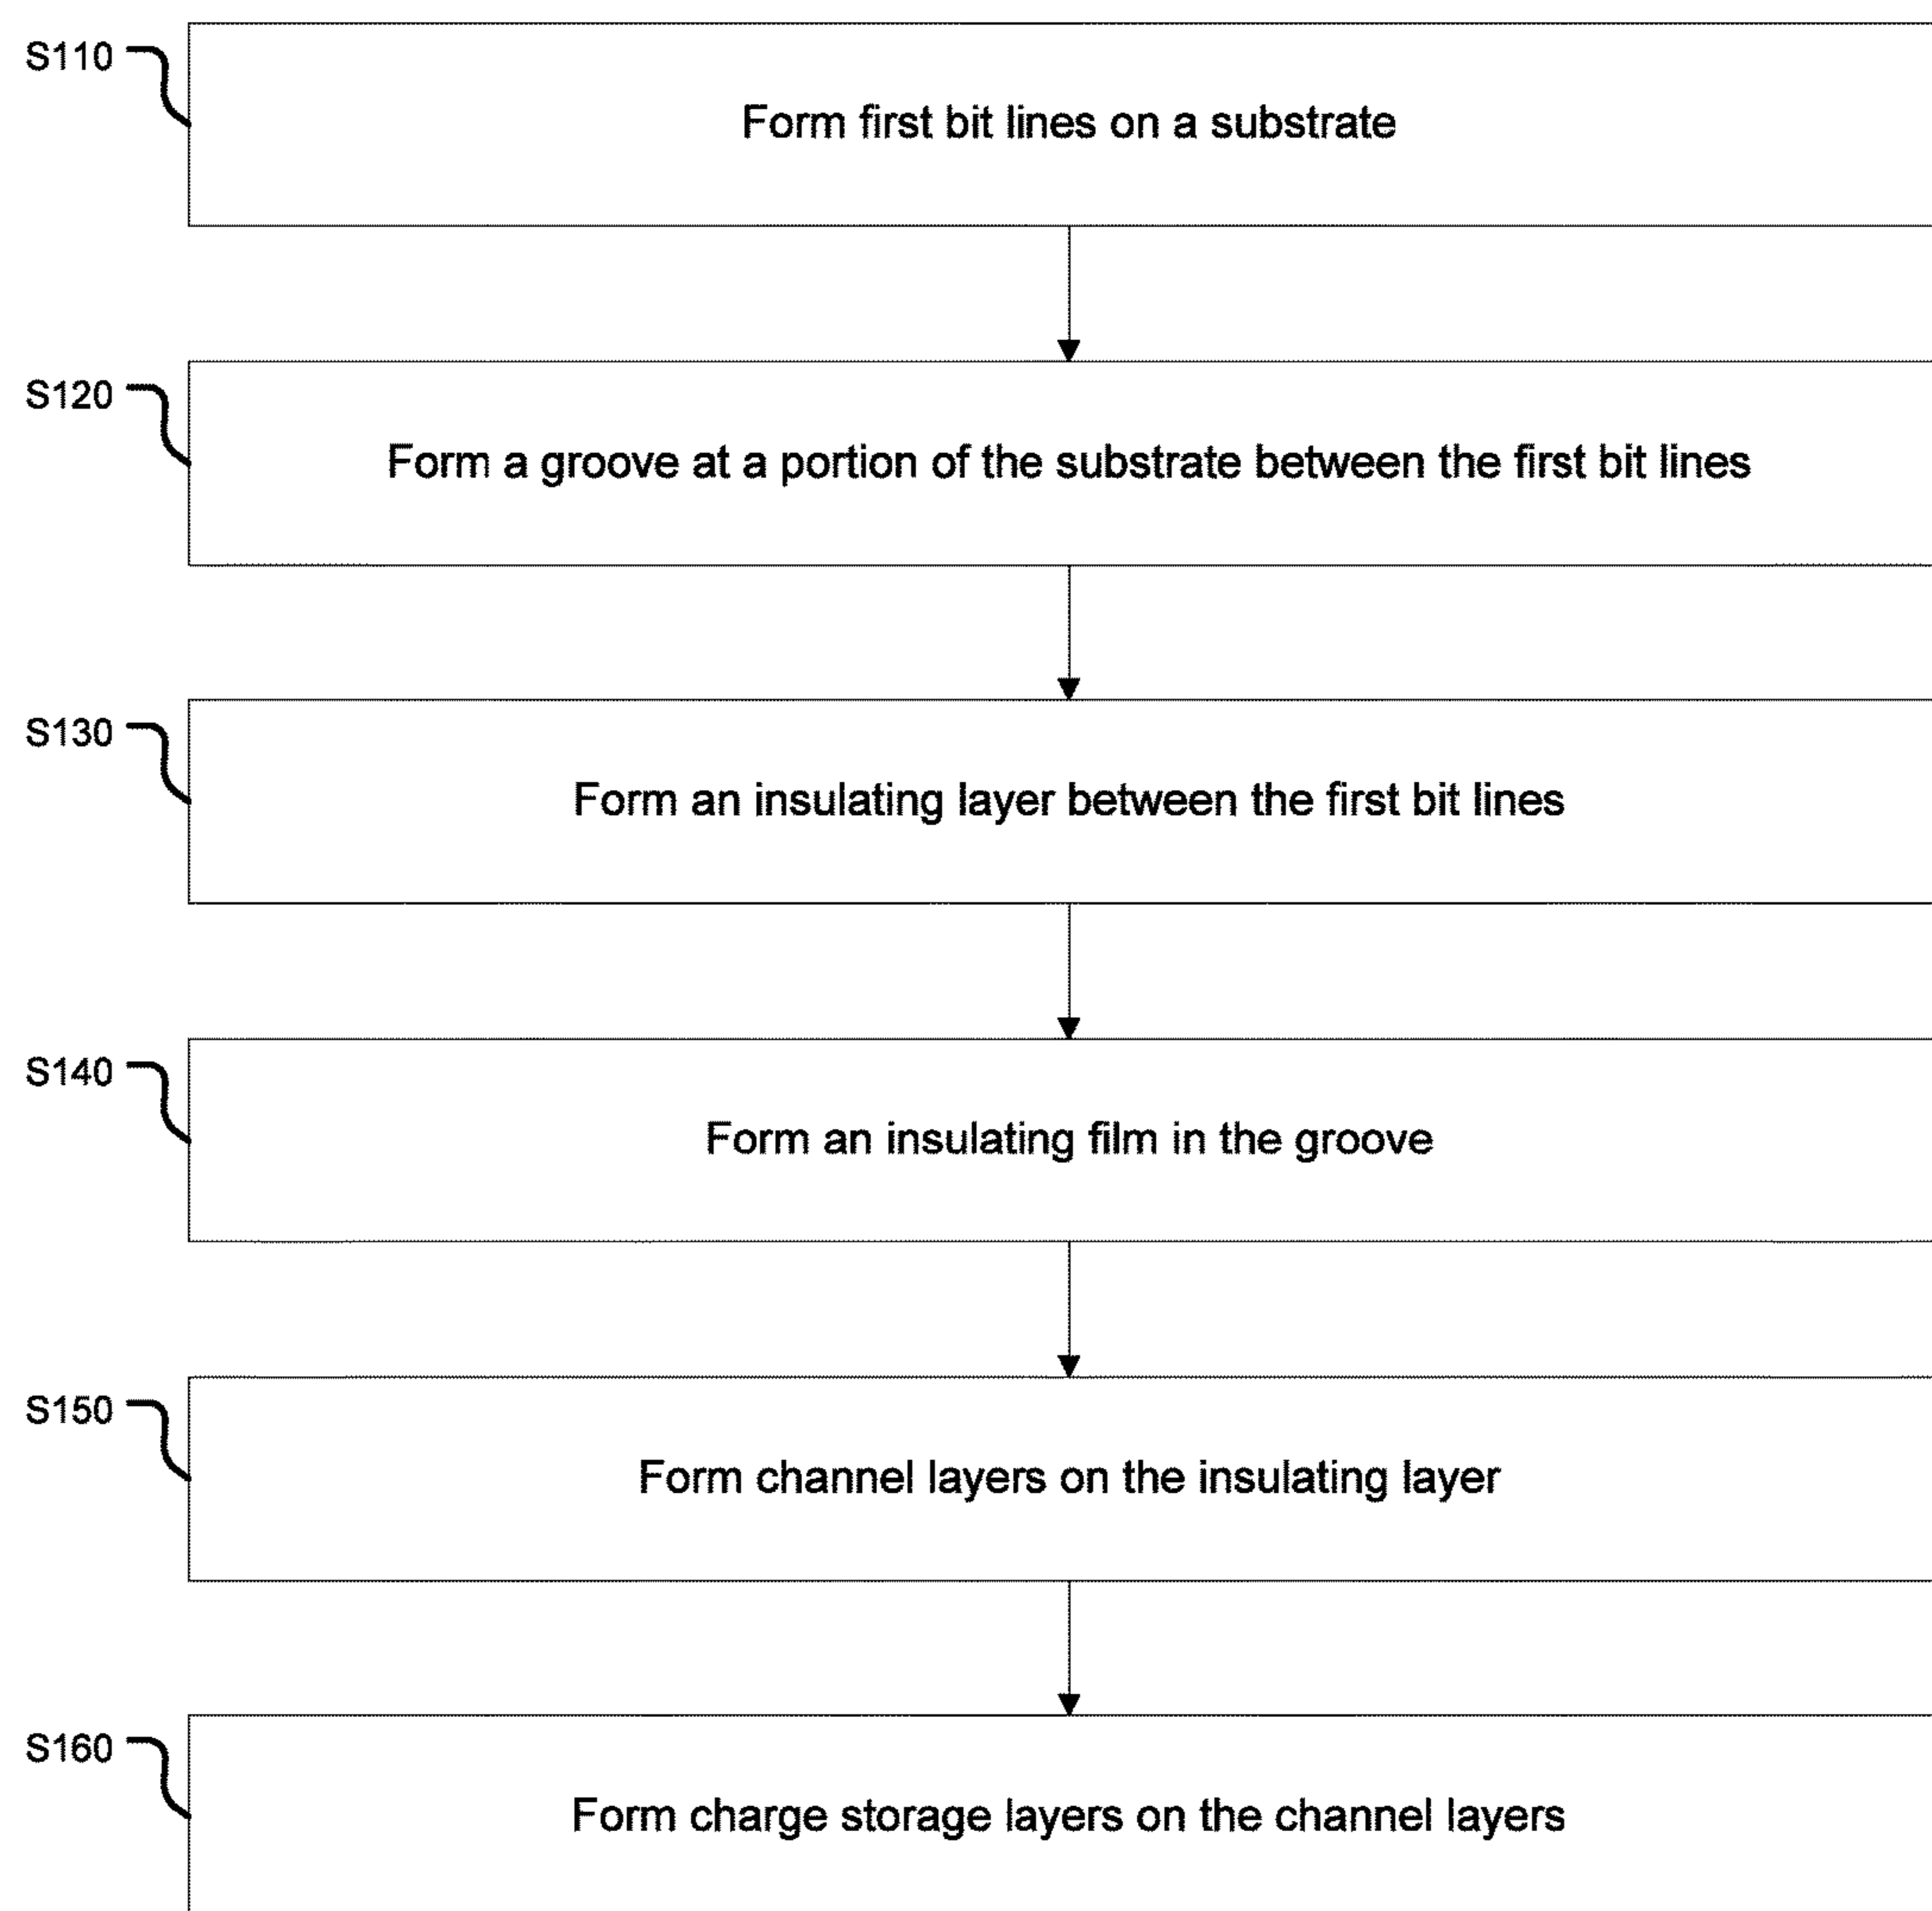 S110
Form first bit lines on a substrate
S120
Form a groove at a portion of the substrate between the first bit lines
S130
Form an insulating layer between the first bit lines
S140
Form an insulating film in the groove
S150
Form channel layers on the insulating layer
S160
Form charge storage layers on the channel layers